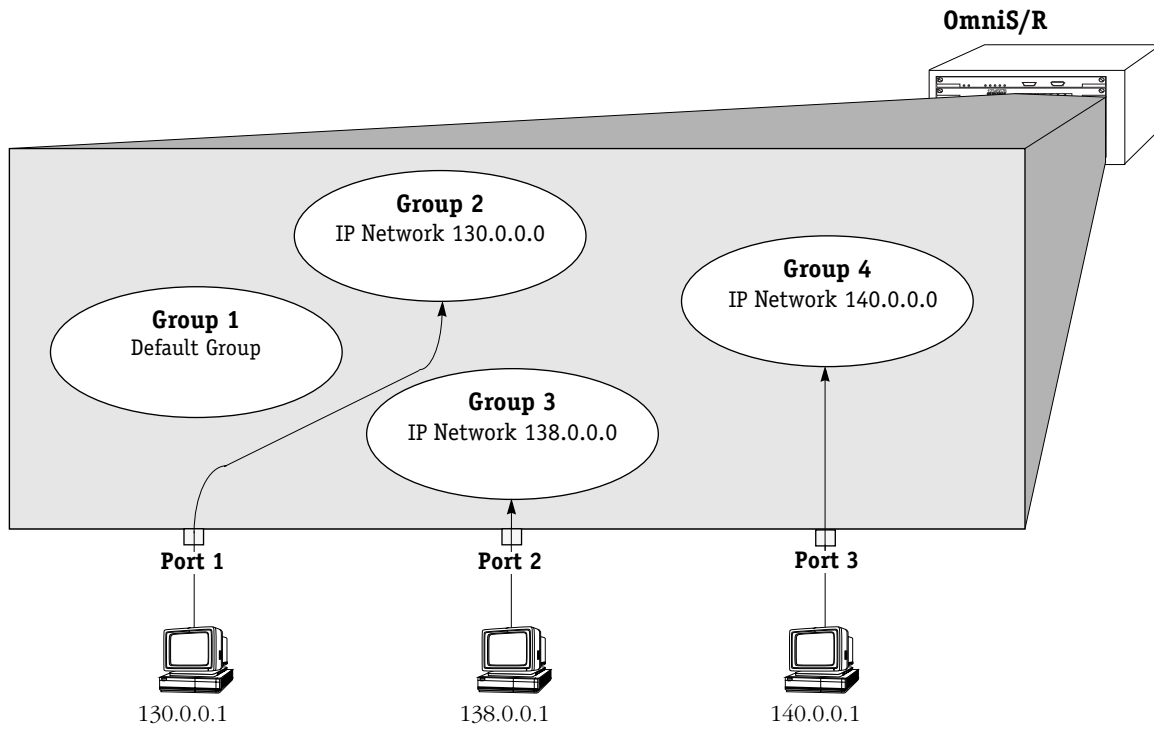 OmniS/R
Group 2
IP Network 130.0.0.0
Group 4
IP Network 140.0.0.0
Group 1
Default Group
Group 3
IP Network 138.0.0.0
Port 1
Port 2
Port 3
130.0.0.1
138.0.0.1
140.0.0.1